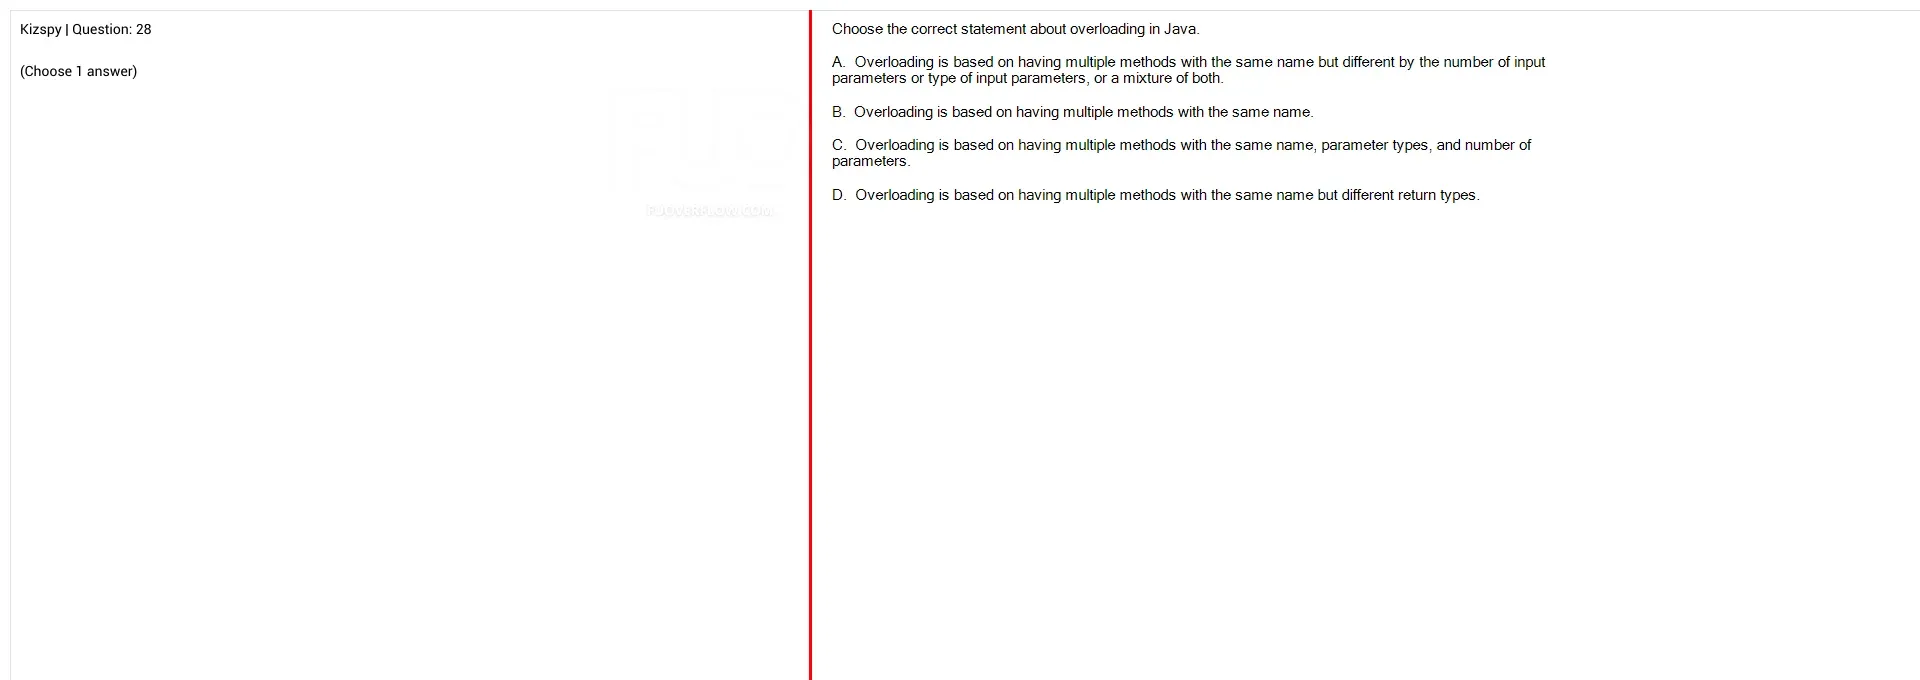 Kizspy | Question: 28
(Choose 1 answer)
FUOVERFLOW.COM
Choose the correct statement about overloading in Java.
A. Overloading is based on having multiple methods with the same name but different by the number of input
parameters or type of input parameters, or a mixture of both.
B. Overloading is based on having multiple methods with the same name.
C. Overloading is based on having multiple methods with the same name, parameter types, and number of
parameters.
D. Overloading is based on having multiple methods with the same name but different return types.